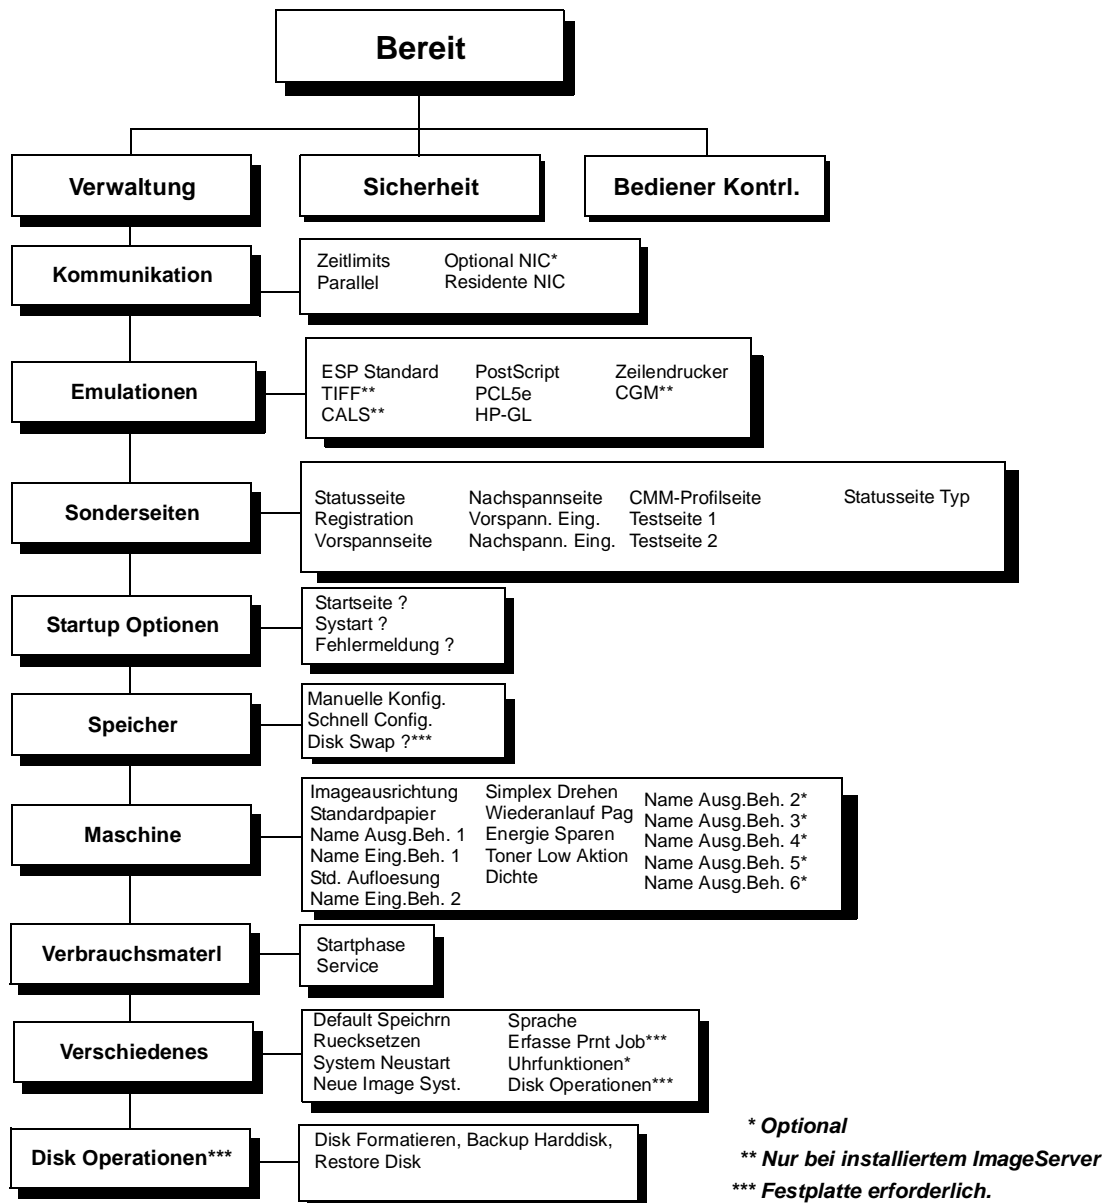 Bereit
Verwaltung
Sicherheit
Bediener Kontrl.
Kommunikation
Zeitlimits Optional NIC*
Parallel Residente NIC
Emulationen
ESP Standard PostScript Zeilendrucker
TIFF** PCL5e CGM**
CALS** HP-GL
Sonderseiten
Statusseite Nachspannseite CMM-Profilseite Statusseite Typ
Registration Vorspann. Eing. Testseite 1
Vorspannseite Nachspann. Eing. Testseite 2
Startup Optionen
Startseite ?
Systart ?
Fehlermeldung ?
Speicher
Manuelle Konfig.
Schnell Config.
Disk Swap ?***
Maschine
Imageausrichtung Simplex Drehen Name Ausg.Beh. 2*
Standardpapier Wiederanlauf Pag Name Ausg.Beh. 3*
Name Ausg.Beh. 1 Energie Sparen Name Ausg.Beh. 4*
Name Eing.Beh. 1 Toner Low Aktion Name Ausg.Beh. 5*
Std. Aufloesung Dichte Name Ausg.Beh. 6*
Name Eing.Beh. 2
Verbrauchsmaterl
Startphase
Service
Verschiedenes
Default Speichrn Sprache
Ruecksetzen Erfasse Prnt Job***
System Neustart Uhrfunktionen*
Neue Image Syst. Disk Operationen***
Disk Operationen***
Disk Formatieren, Backup Harddisk,
Restore Disk
* Optional
** Nur bei installiertem ImageServer
*** Festplatte erforderlich.